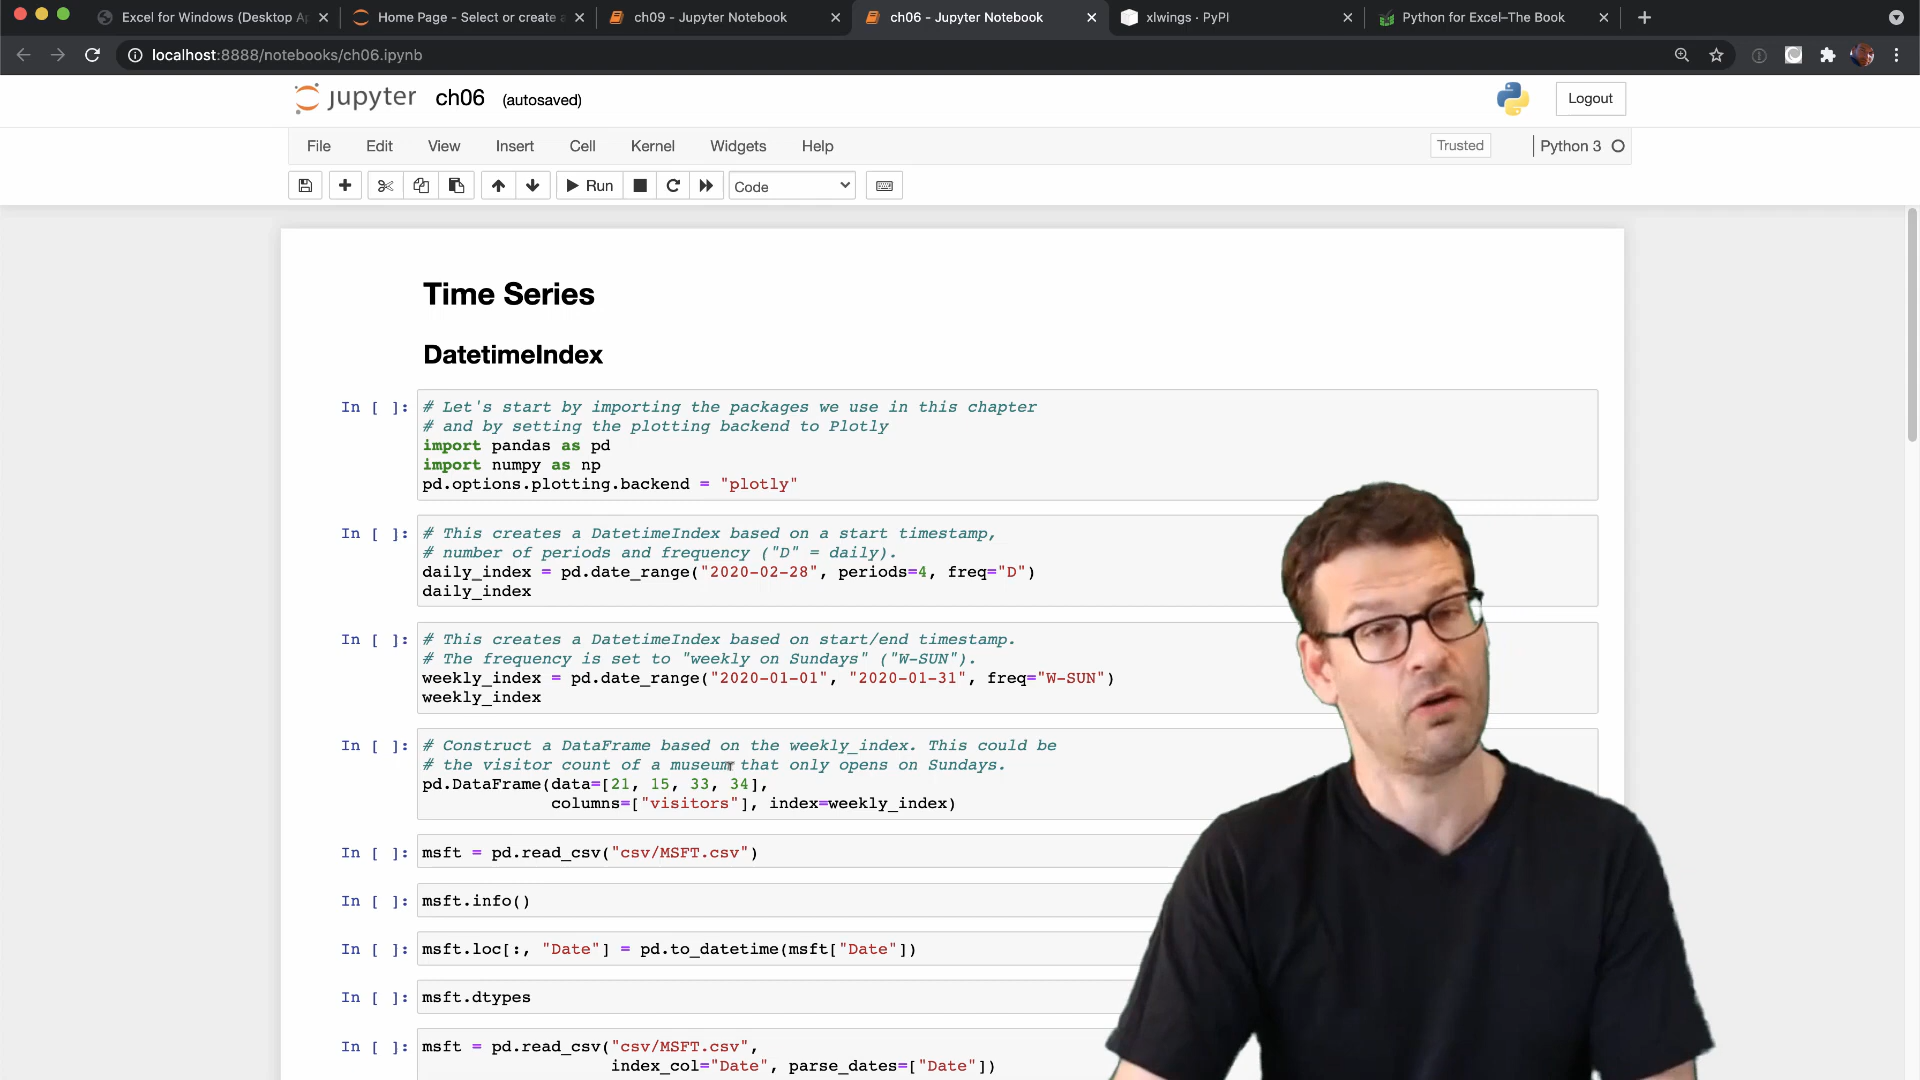 Excel for Windows (Desktop Ap
Home Page - Select or create a
ch09 - Jupyter Notebook
ch06 - Jupyter Notebook
xlwings · PyPI
Python for Excel–The Book
localhost:8888/notebooks/ch06.ipynb
jupyter ch06 (autosaved)
Logout
File Edit View Insert Cell Kernel Widgets Help
Trusted
Python 3
Run
Code
Time Series
DatetimeIndex
In [ ]: # Let's start by importing the packages we use in this chapter
# and by setting the plotting backend to Plotly
import pandas as pd
import numpy as np
pd.options.plotting.backend = "plotly"
In [ ]: # This creates a DatetimeIndex based on a start timestamp,
# number of periods and frequency ("D" = daily).
daily_index = pd.date_range("2020-02-28", periods=4, freq="D")
daily_index
In [ ]: # This creates a DatetimeIndex based on start/end timestamp.
# The frequency is set to "weekly on Sundays" ("W-SUN").
weekly_index = pd.date_range("2020-01-01", "2020-01-31", freq="W-SUN")
weekly_index
In [ ]: # Construct a DataFrame based on the weekly_index. This could be
# the visitor count of a museum that only opens on Sundays.
pd.DataFrame(data=[21, 15, 33, 34],
columns=["visitors"], index=weekly_index)
In [ ]: msft = pd.read_csv("csv/MSFT.csv")
In [ ]: msft.info()
In [ ]: msft.loc[:, "Date"] = pd.to_datetime(msft["Date"])
In [ ]: msft.dtypes
In [ ]: msft = pd.read_csv("csv/MSFT.csv",
index_col="Date", parse_dates=["Date"])